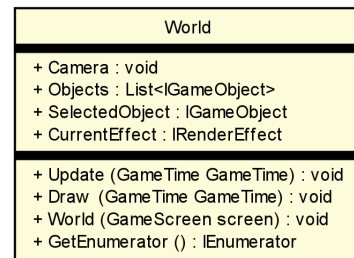 World
+ Camera : void
+ Objects : List<IGameObject>
+ SelectedObject : IGameObject
+ CurrentEffect : IRenderEffect
+ Update (GameTime GameTime) : void
+ Draw (GameTime GameTime) : void
+ World (GameScreen screen) : void
+ GetEnumerator () : IEnumerator